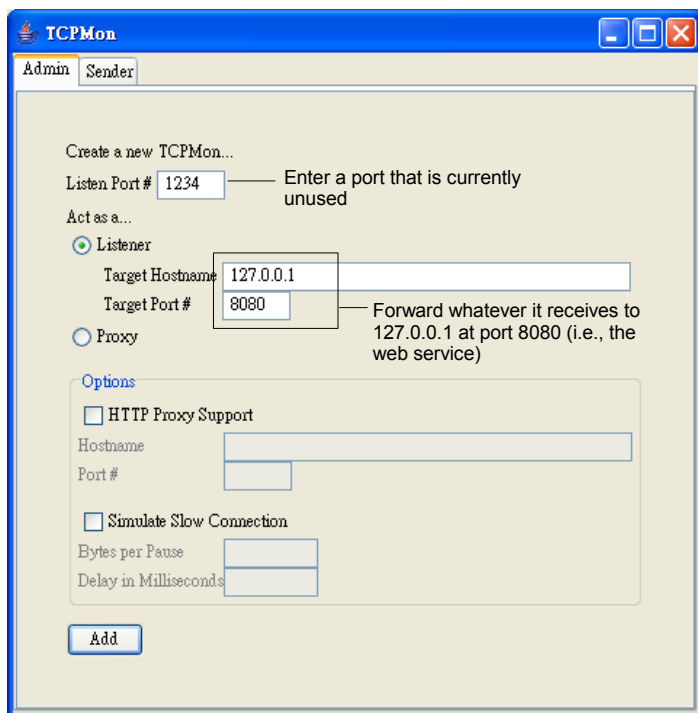 TCPMon
Admin Sender
Create a new TCPMon...
Listen Port # 1234
Enter a port that is currently
unused
Act as a...
Listener
Target Hostname 127.0.0.1
Target Port # 8080
Forward whatever it receives to
127.0.0.1 at port 8080 (i.e., the
web service)
Proxy
Options
HTTP Proxy Support
Hostname
Port #
Simulate Slow Connection
Bytes per Pause
Delay in Milliseconds
Add